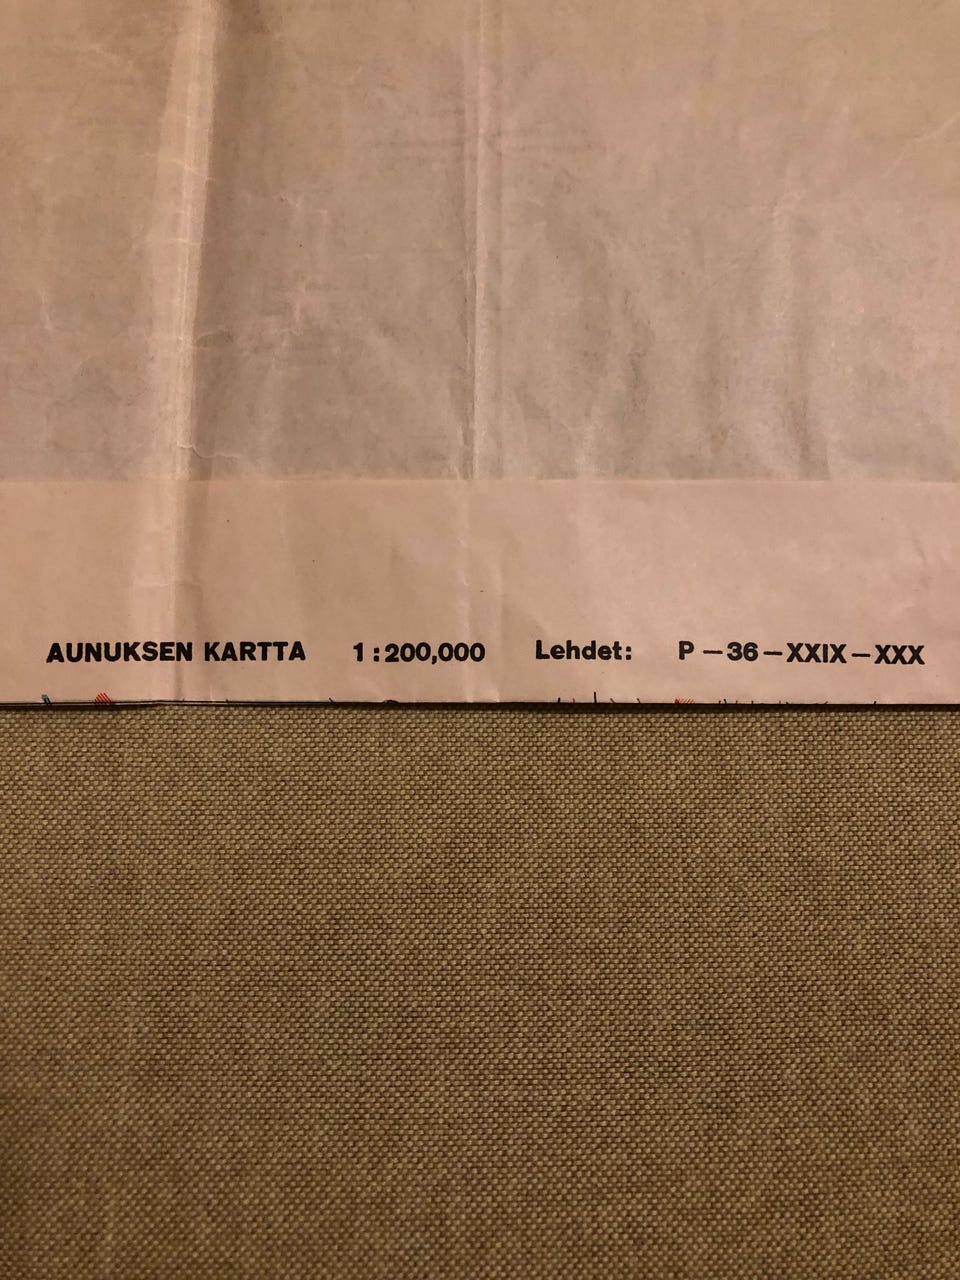 AUNUKSEN KARTTA 1:200,000 Lehdet: P—36—XXIX—XXX